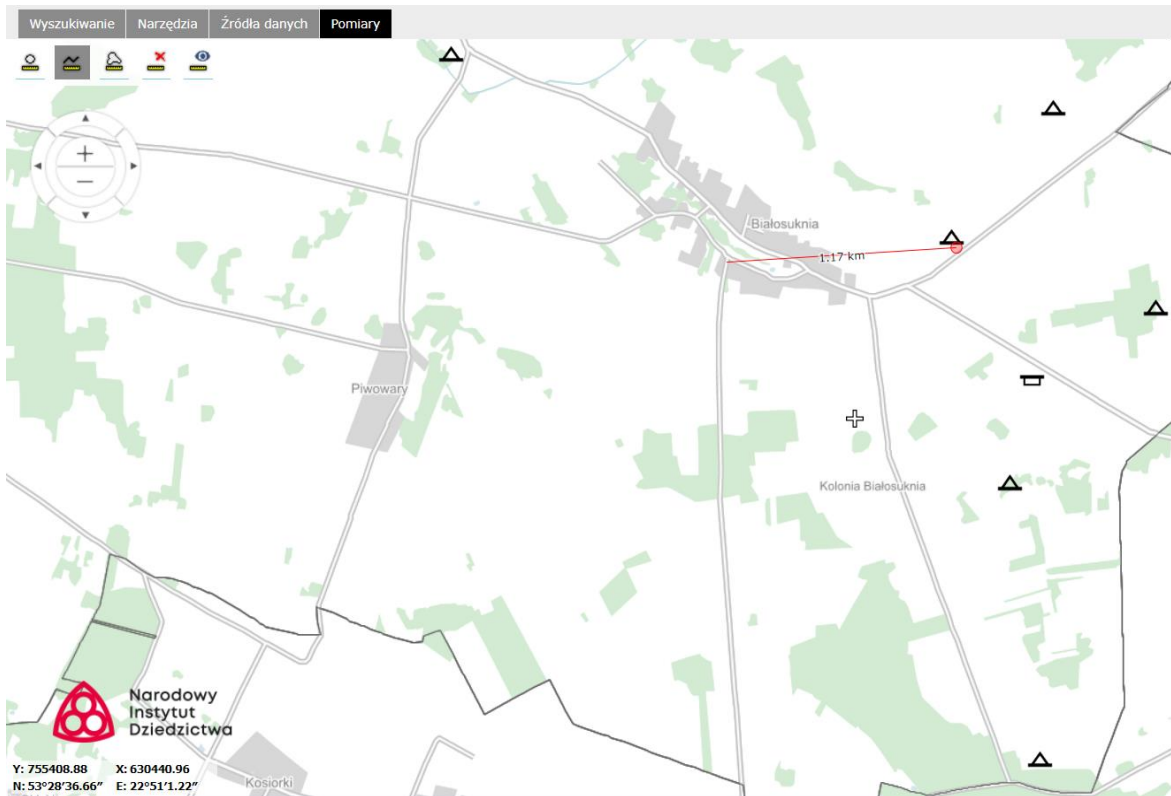 Wyszukiwanie Narzędzia Źródła danych Pomiary
Białosuknia
1.17 km
Piwowary
Kolonia Białosuknia
Narodowy
Instytut
Dziedzictwa
Y: 755408.88 X: 630440.96
N: 53°28'36.66" E: 22°51'1.22"
Kosiorki